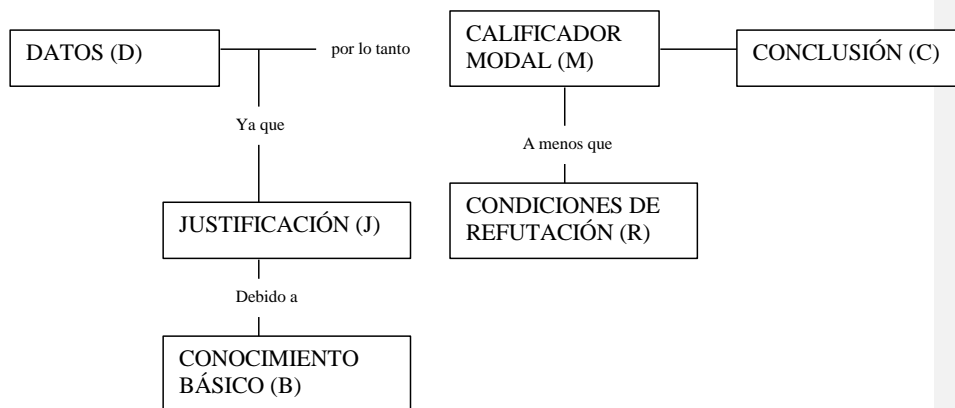 DATOS (D)
por lo tanto
CALIFICADOR
MODAL (M)
CONCLUSIÓN (C)
Ya que
A menos que
JUSTIFICACIÓN (J)
CONDICIONES DE
REFUTACIÓN (R)
Debido a
CONOCIMIENTO
BÁSICO (B)